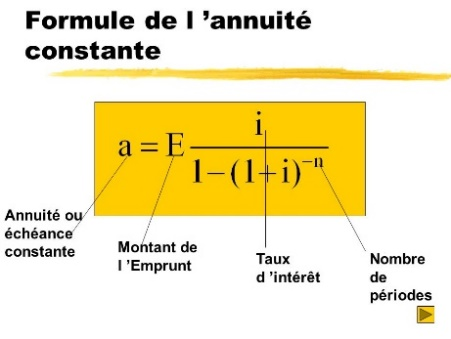 Formule de l ’annuité
constante
a = E i / 1−(1+i)⁻ⁿ
Annuité ou
échéance
constante
Montant de
l ’Emprunt
Taux
d ’intérêt
Nombre
de
périodes